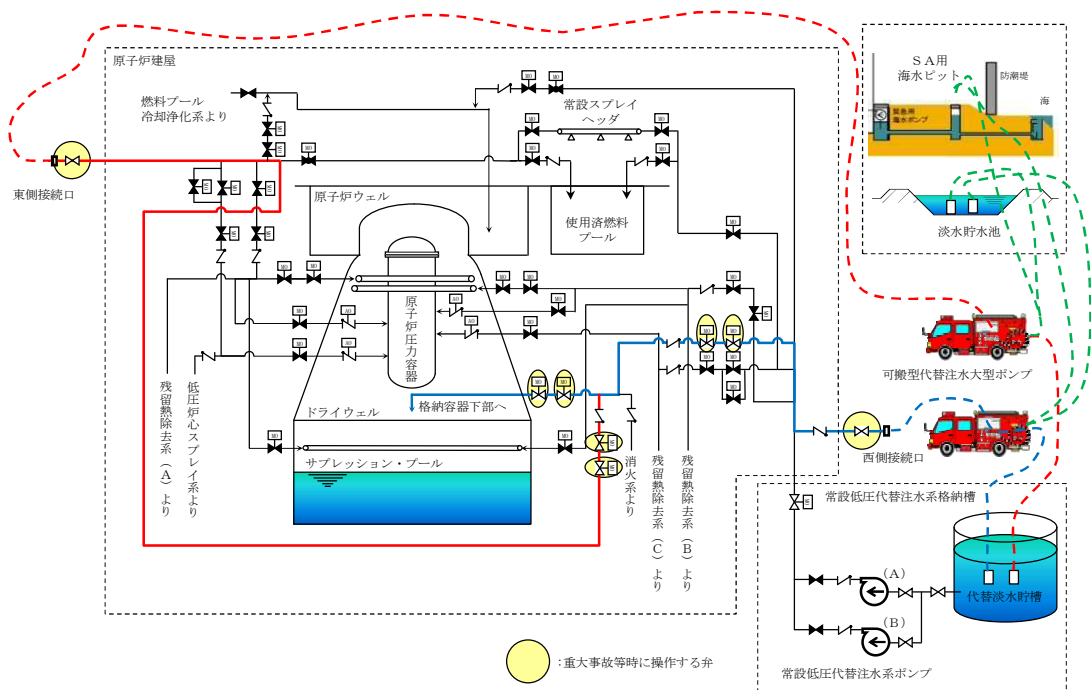 原子炉建屋
燃料プール
冷却浄化系より
常設スプレイ
ヘッダ
東側接続口
原子炉ウェル
使用済燃料
プール
原子炉圧力容器
ドライウェル
格納容器下部へ
サプレッション・プール
残留熱除去系(A)より
低圧炉心スプレイ系より
消火系より
残留熱除去系(C)より
残留熱除去系(B)より
SA用
海水ピット
防潮堤
海
緊急用
海水ポンプ
淡水貯水池
可搬型代替注水大型ポンプ
西側接続口
常設低圧代替注水系格納槽
(A)
(B)
代替淡水貯槽
常設低圧代替注水系ポンプ
:重大事故等時に操作する弁
MO
AO